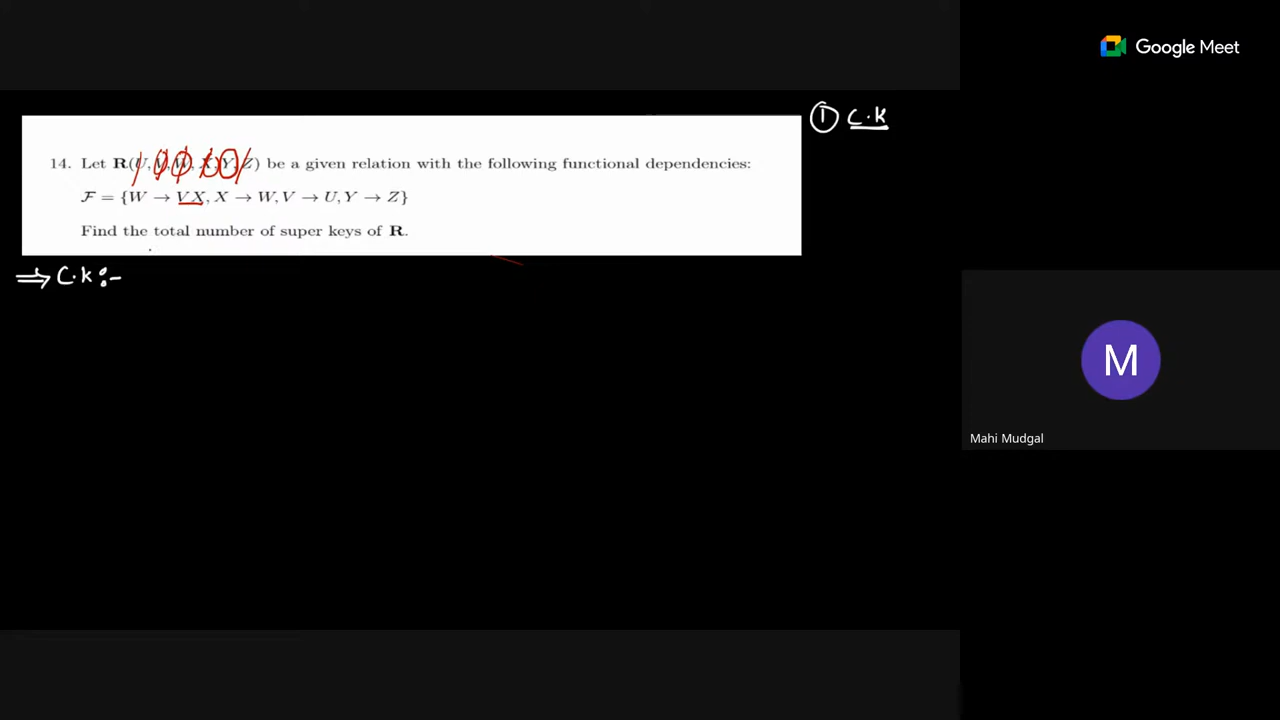 Google Meet
① C.K
14. Let R(U, V, W, X, Y, Z) be a given relation with the following functional dependencies:
F = {W → VX, X → W, V → U, Y → Z}
Find the total number of super keys of R.
⇒ C.K :-
M
Mahi Mudgal